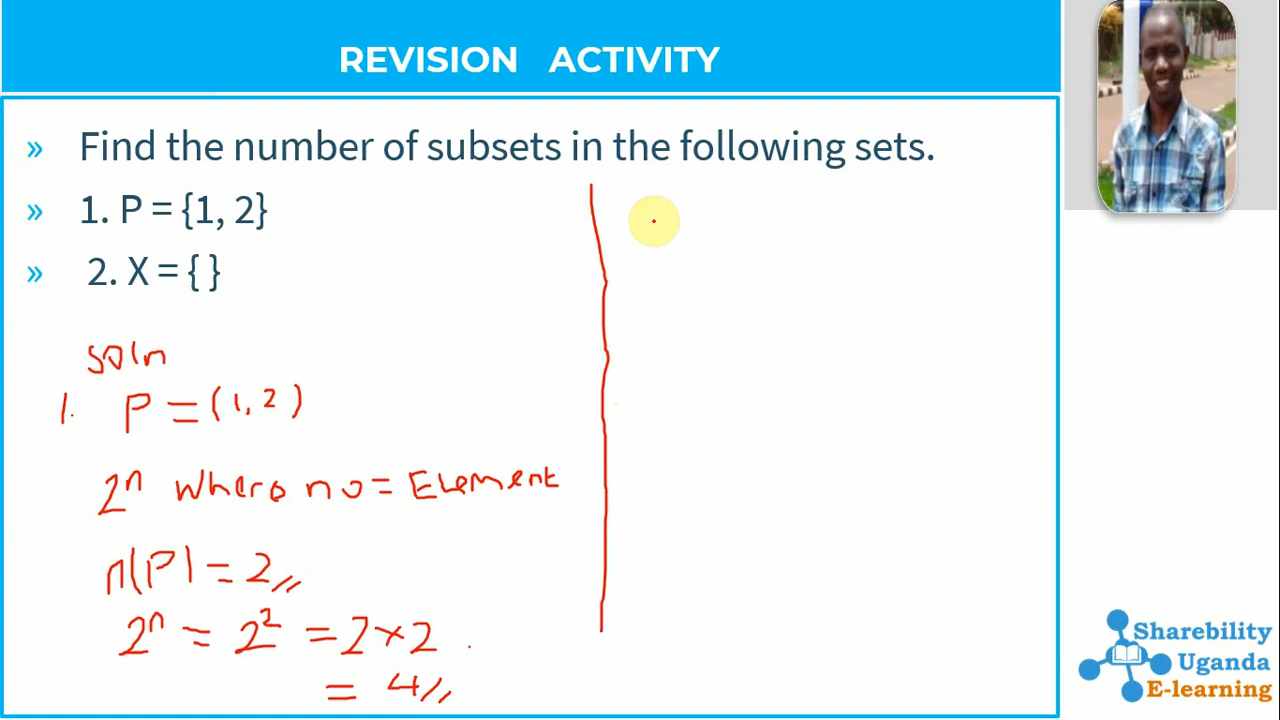 REVISION ACTIVITY
» Find the number of subsets in the following sets.
» 1. P = {1, 2}
» 2. X = { }
soln
1. P = (1, 2)
2ⁿ where no = Element
n(P) = 2
2ⁿ = 2² = 2 × 2
= 4
Sharebility
Uganda
E-learning